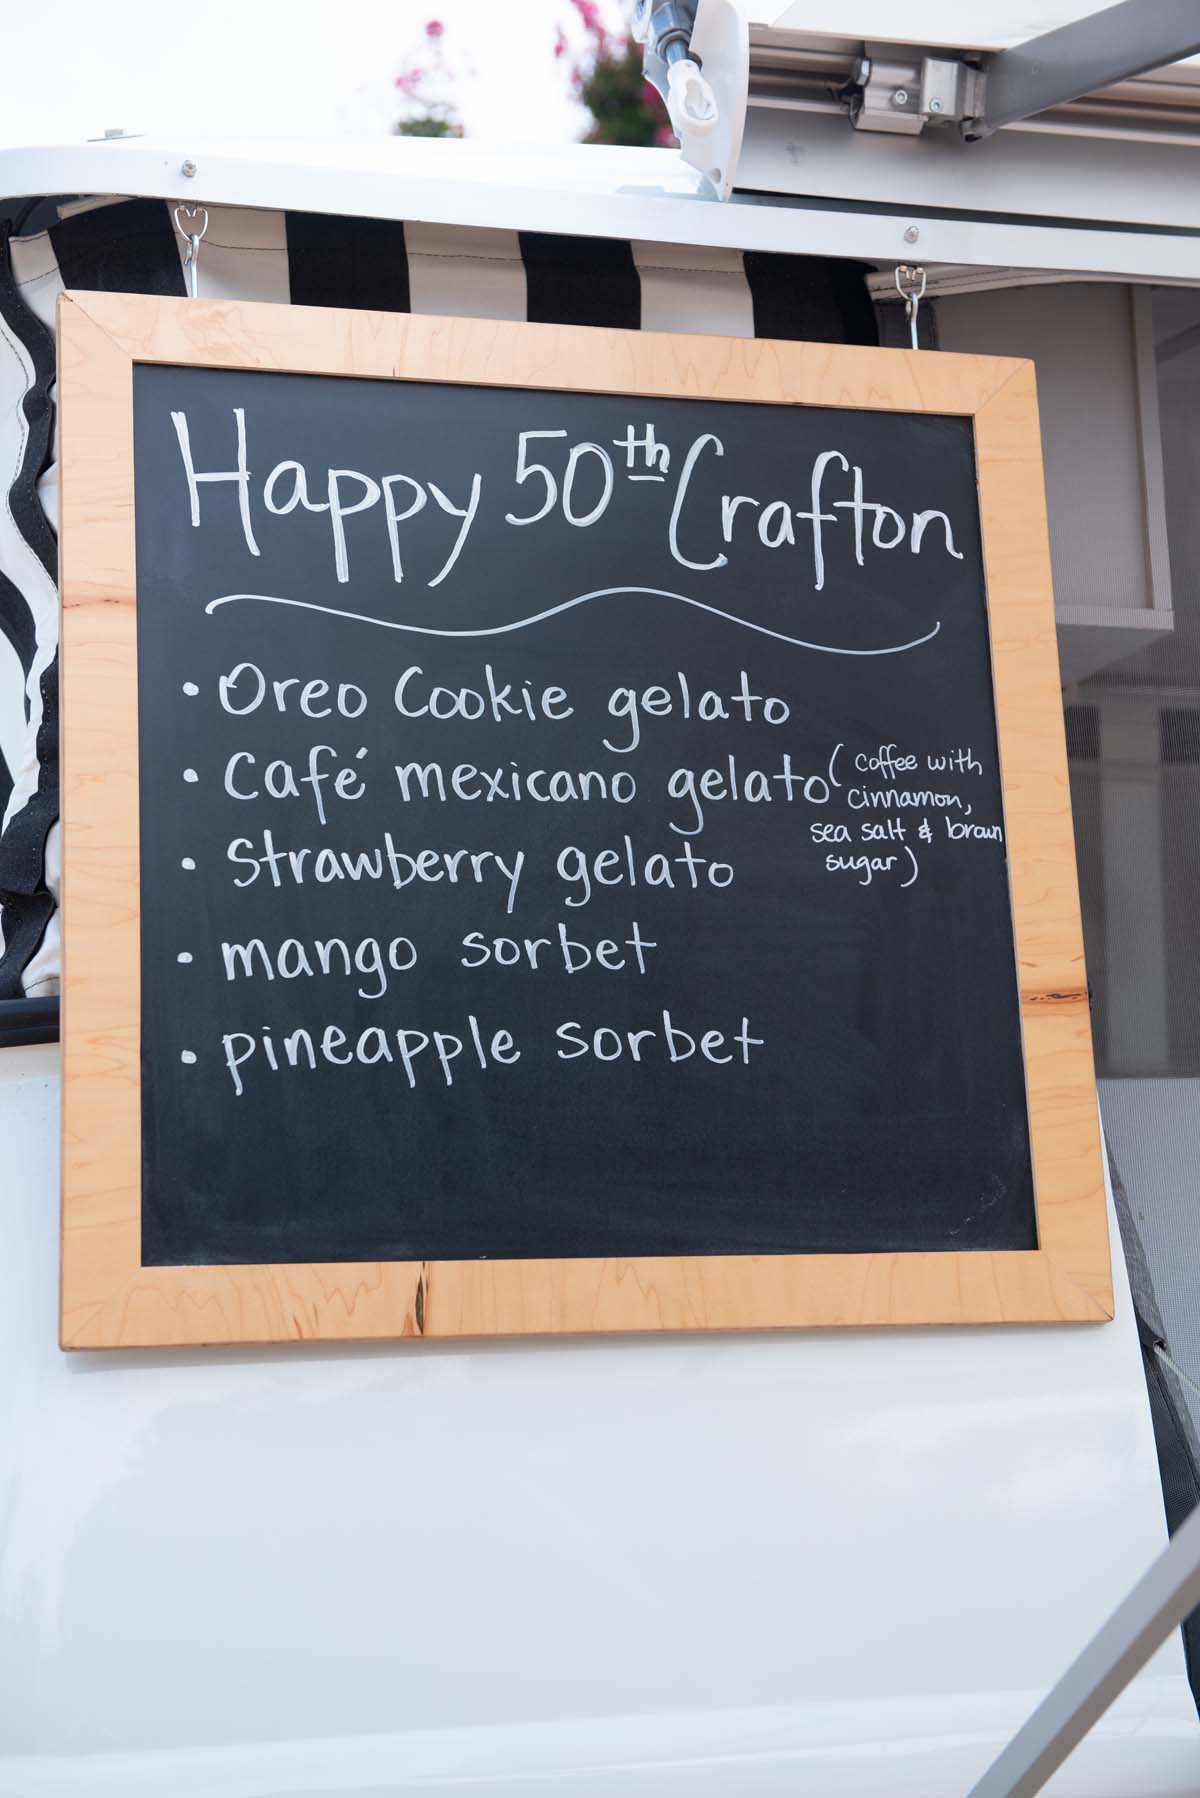 Happy 50th Crafton
• Oreo Cookie gelato
• Café mexicano gelato (coffee with
cinnamon,
sea salt & brown
sugar)
• Strawberry gelato
• mango sorbet
• pineapple sorbet